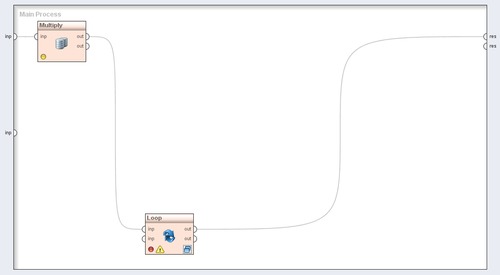 Main Process
Multiply
inp
inp
out
res
out
res
inp
Loop
inp
out
inp
out